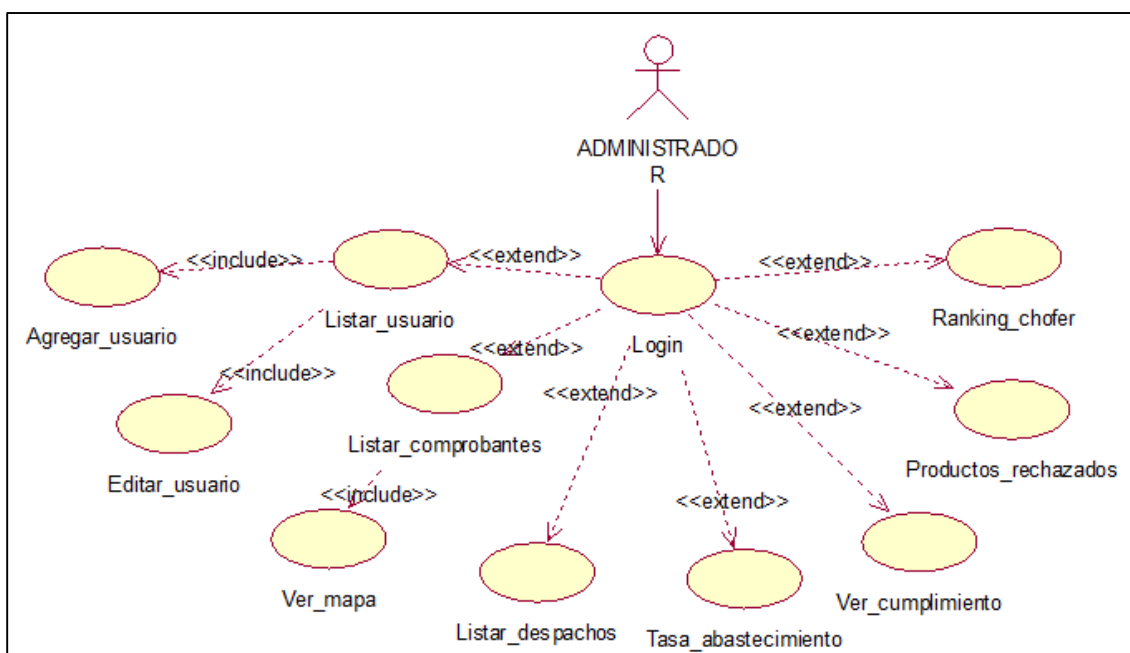 ADMINISTRADO
R
<<include>>
<<extend>>
<<extend>>
Agregar_usuario
Listar_usuario
Login
Ranking_chofer
<<include>>
<<extend>>
<<extend>>
<<extend>>
<<extend>>
Editar_usuario
Listar_comprobantes
Productos_rechazados
<<include>>
<<extend>>
Ver_mapa
Listar_despachos
Tasa_abastecimiento
Ver_cumplimiento